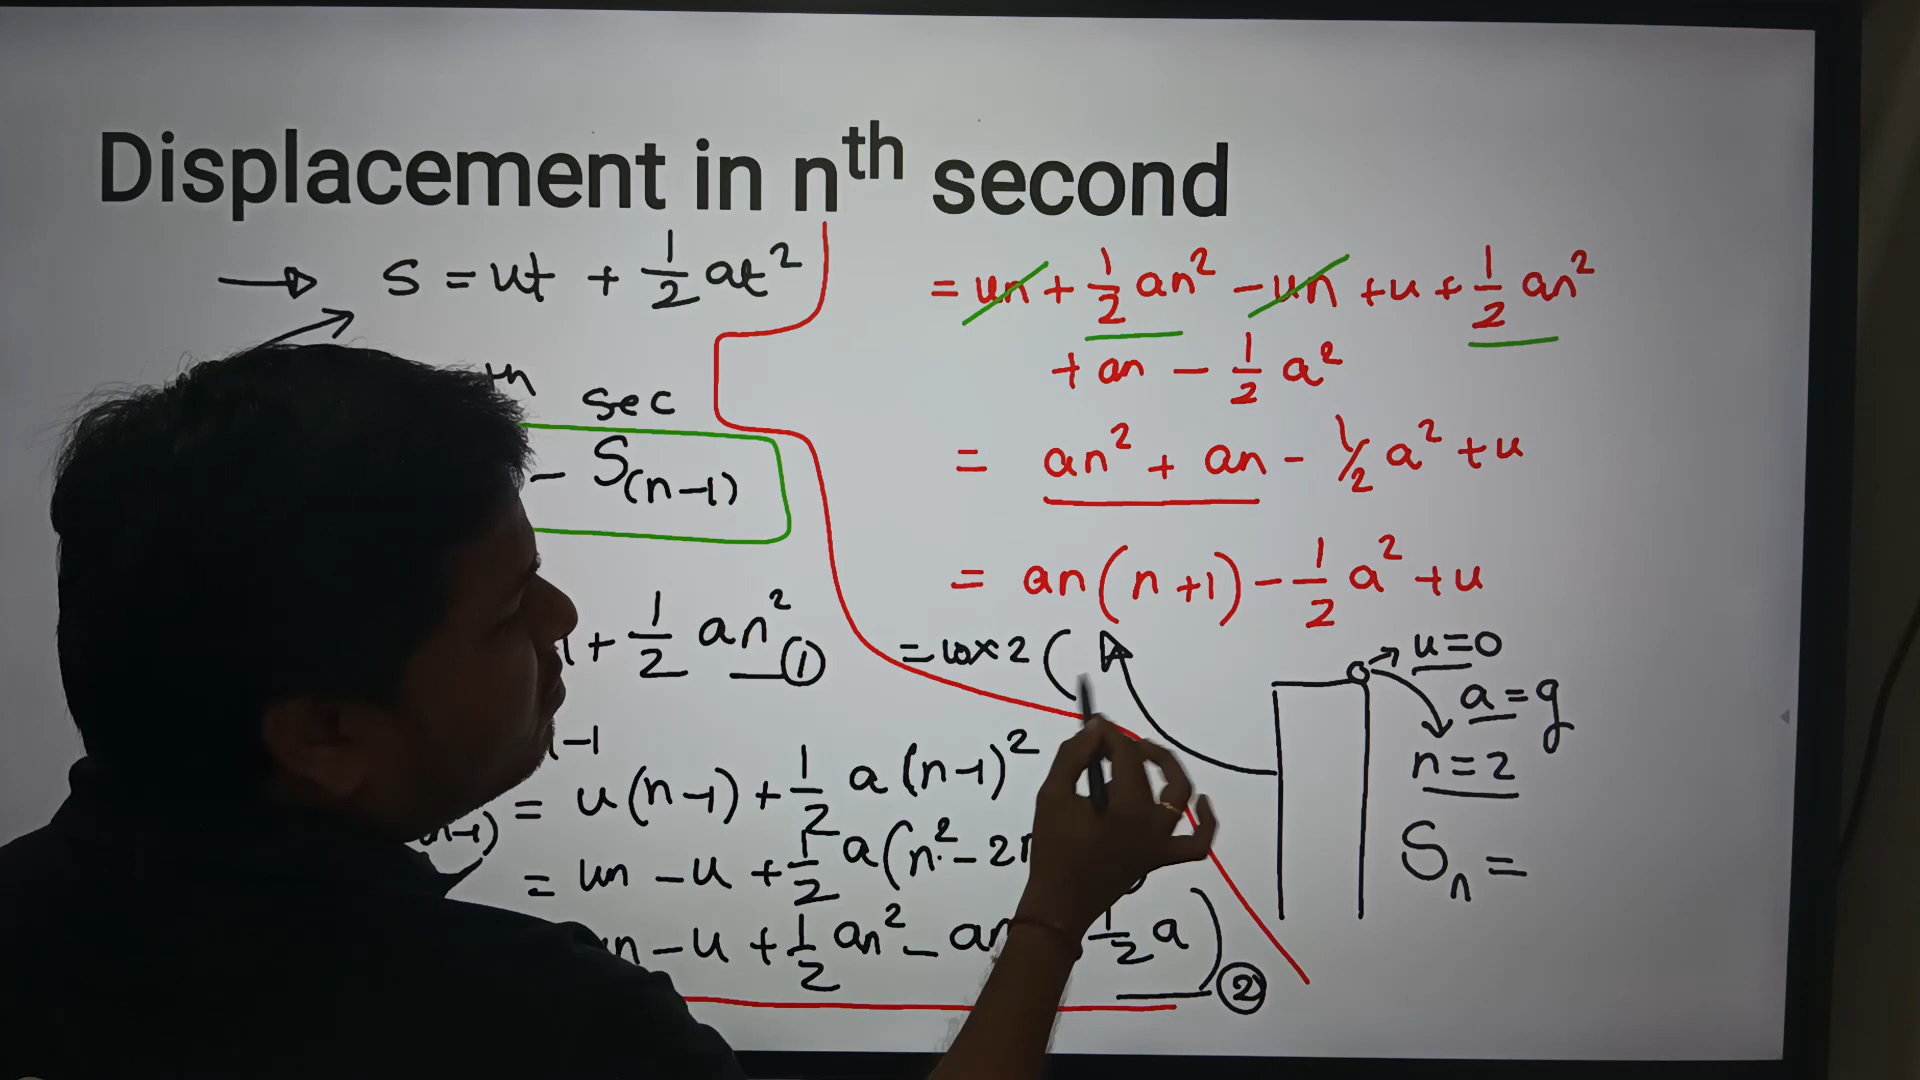 Displacement in nᵗʰ second
S = ut + 1/2 at²
th sec
– S(n–1)
+ 1/2 an² ①
–1
(n–1) = u(n–1) + 1/2 a(n–1)²
= un – u + 1/2 a(n² – 2n
un – u + 1/2 an² – an 1/2 a) ②
= un + 1/2 an² – un + u + 1/2 an²
+ an – 1/2 a²
= an² + an – 1/2 a² + u
= an(n+1) – 1/2 a² + u
= 10×2 (
u=0
a=g
n=2
Sn =